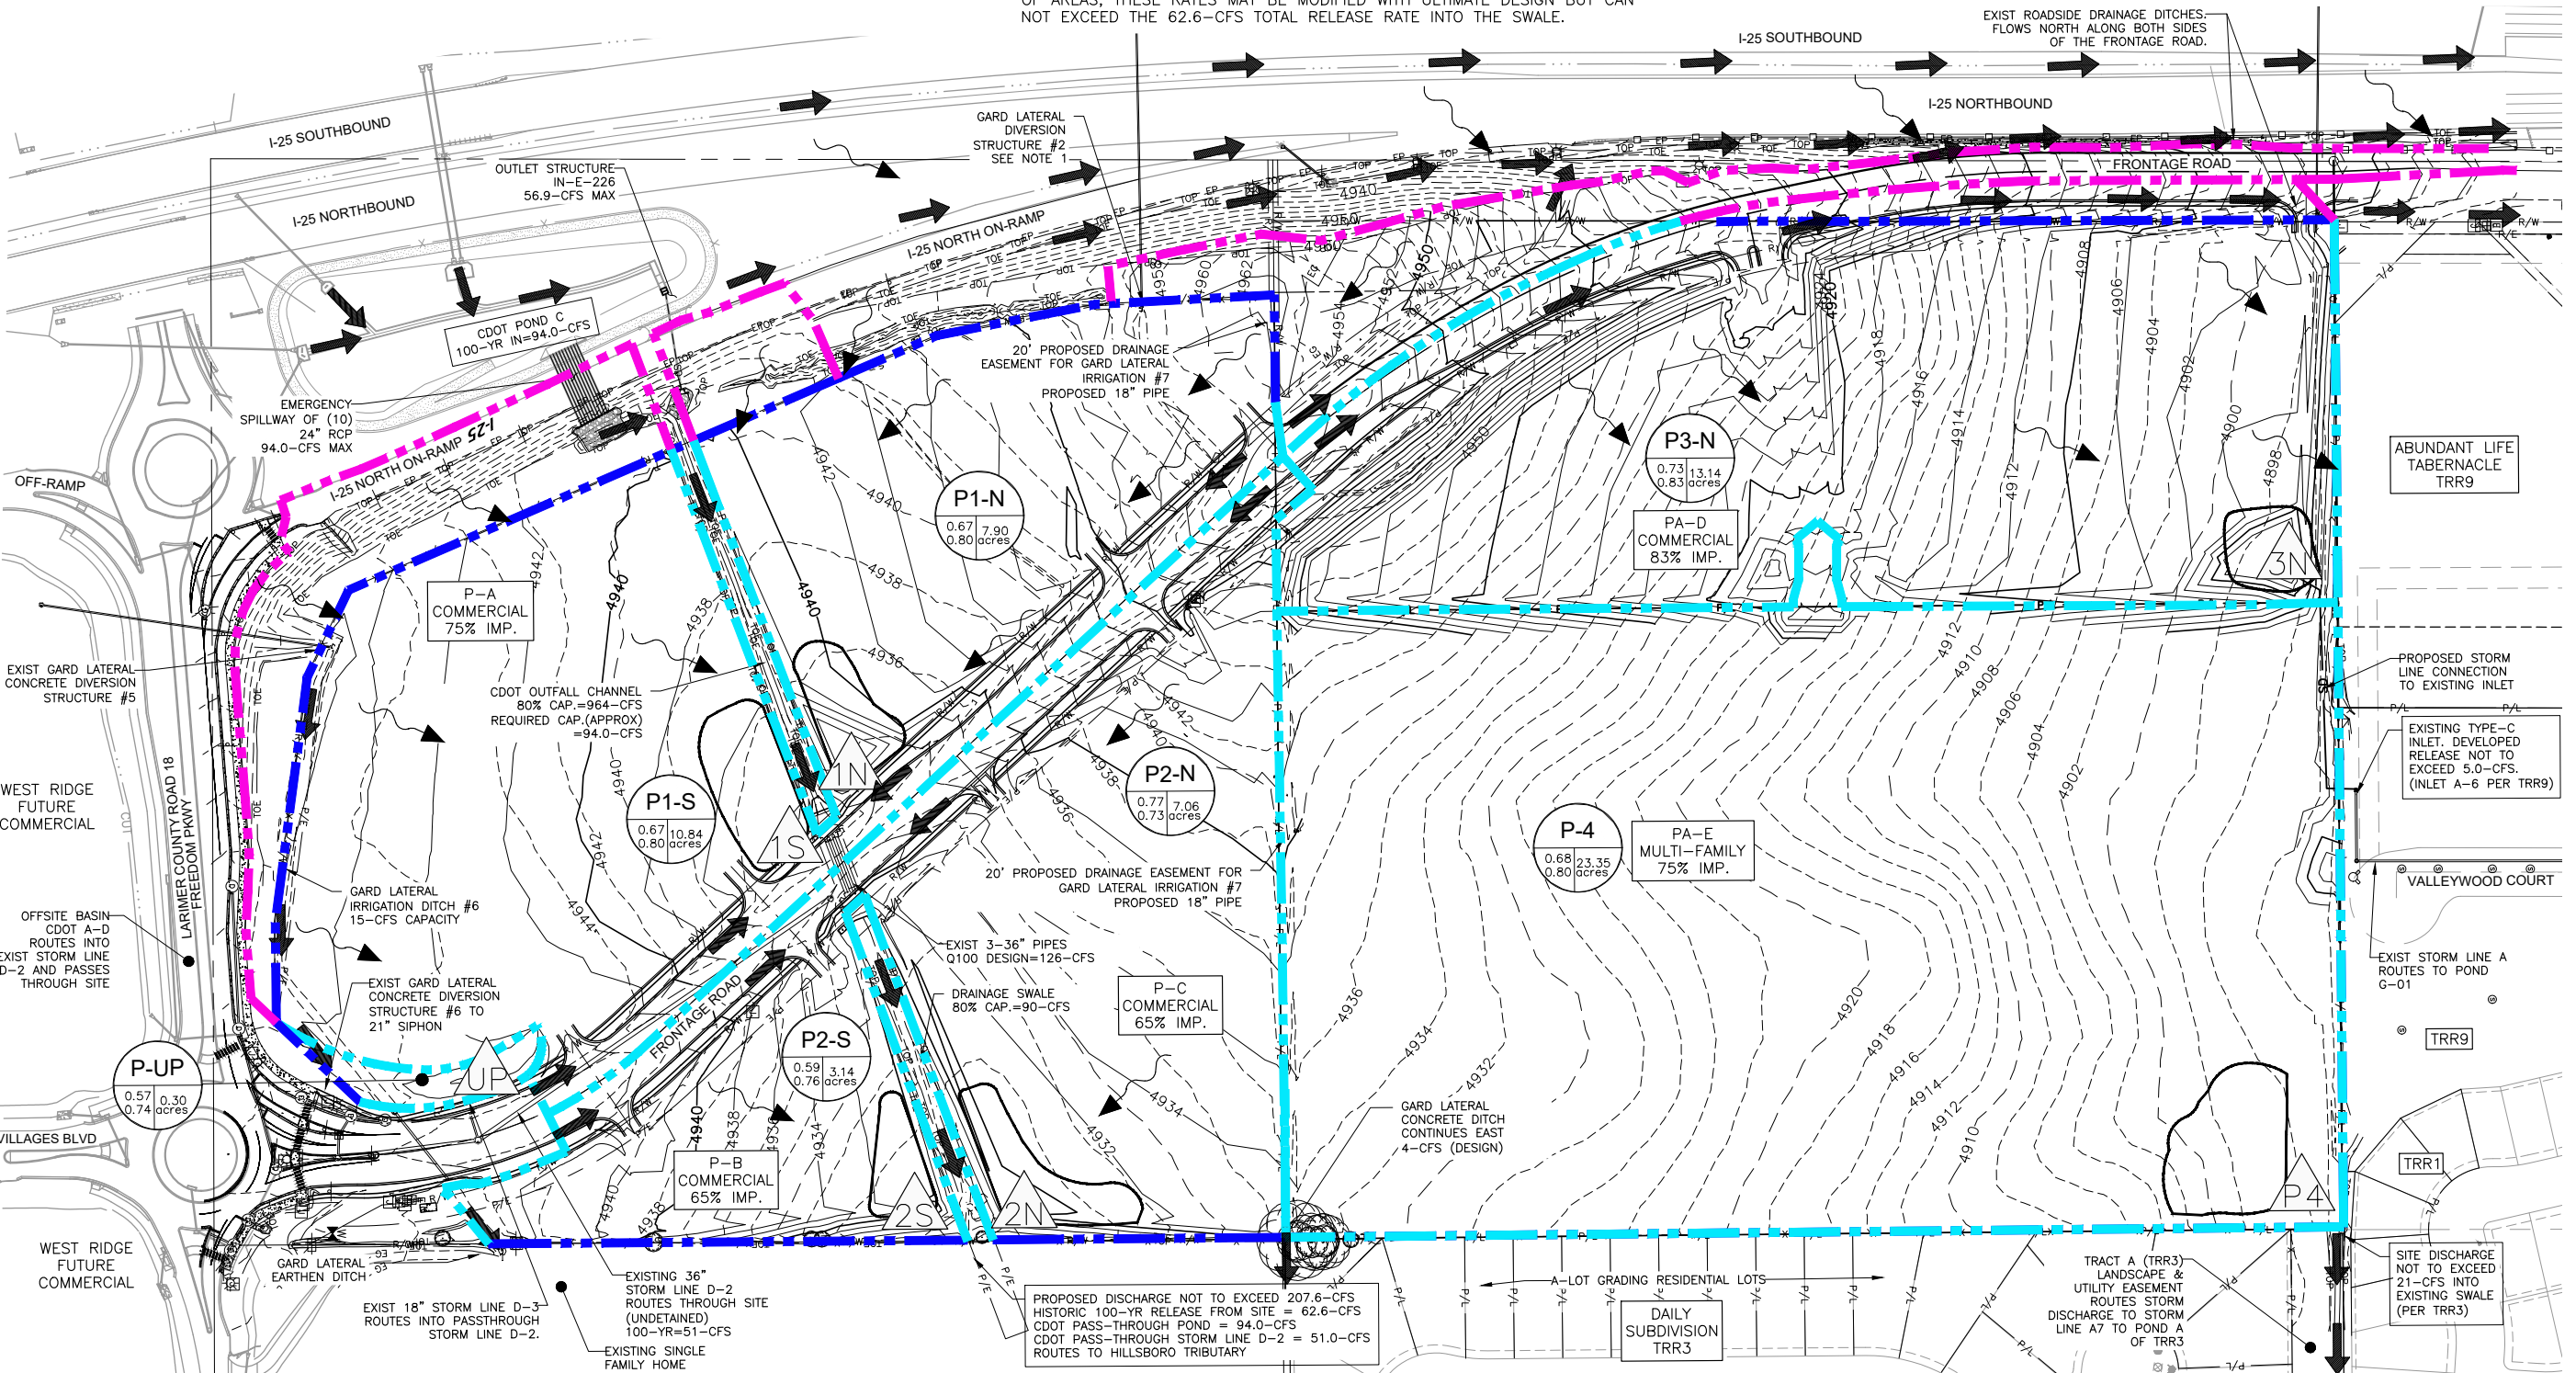 OF AREAS, THESE RATES MAY BE MODIFIED WITH ULTIMATE DESIGN BUT CAN
NOT EXCEED THE 62.6-CFS TOTAL RELEASE RATE INTO THE SWALE.
EXIST ROADSIDE DRAINAGE DITCHES.
FLOWS NORTH ALONG BOTH SIDES
OF THE FRONTAGE ROAD.
I-25 SOUTHBOUND
I-25 NORTHBOUND
I-25 SOUTHBOUND
I-25 NORTHBOUND
FRONTAGE ROAD
GARD LATERAL
DIVERSION
STRUCTURE #2
SEE NOTE 1
OUTLET STRUCTURE
IN-E-226
56.9-CFS MAX
I-25 NORTH ON-RAMP
CDOT POND C
100-YR IN=94.0-CFS
EMERGENCY
SPILLWAY OF (10)
24" RCP
94.0-CFS MAX
I-25 NORTH ON-RAMP
I-25
OFF-RAMP
20' PROPOSED DRAINAGE
EASEMENT FOR GARD LATERAL
IRRIGATION #7
PROPOSED 18" PIPE
P1-N
0.67 7.90
0.80 acres
P3-N
0.73 13.14
0.83 acres
PA-D
COMMERCIAL
83% IMP.
ABUNDANT LIFE
TABERNACLE
TRR9
3N
P-A
COMMERCIAL
75% IMP.
EXIST GARD LATERAL
CONCRETE DIVERSION
STRUCTURE #5
CDOT OUTFALL CHANNEL
80% CAP.=964-CFS
REQUIRED CAP.(APPROX)
=94.0-CFS
PROPOSED STORM
LINE CONNECTION
TO EXISTING INLET
EXISTING TYPE-C
INLET. DEVELOPED
RELEASE NOT TO
EXCEED 5.0-CFS.
(INLET A-6 PER TRR9)
WEST RIDGE
FUTURE
COMMERCIAL
LARIMER COUNTY ROAD 18
FREEDOM PKWY
P1-S
0.67 10.84
0.80 acres
1N
1S
P2-N
0.77 7.06
0.73 acres
P-4
0.68 23.35
0.80 acres
PA-E
MULTI-FAMILY
75% IMP.
20' PROPOSED DRAINAGE EASEMENT FOR
GARD LATERAL IRRIGATION #7
PROPOSED 18" PIPE
VALLEYWOOD COURT
GARD LATERAL
IRRIGATION DITCH #6
15-CFS CAPACITY
OFFSITE BASIN
CDOT A-D
ROUTES INTO
EXIST STORM LINE
D-2 AND PASSES
THROUGH SITE
EXIST GARD LATERAL
CONCRETE DIVERSION
STRUCTURE #6 TO
21" SIPHON
EXIST 3-36" PIPES
Q100 DESIGN=126-CFS
DRAINAGE SWALE
80% CAP.=90-CFS
P-C
COMMERCIAL
65% IMP.
EXIST STORM LINE A
ROUTES TO POND
G-01
TRR9
FRONTAGE ROAD
P2-S
0.59 3.14
0.76 acres
P-UP
0.57 0.30
0.74 acres
UP
VILLAGES BLVD
P-B
COMMERCIAL
65% IMP.
2S
2N
GARD LATERAL
CONCRETE DITCH
CONTINUES EAST
4-CFS (DESIGN)
TRR1
P4
WEST RIDGE
FUTURE
COMMERCIAL
GARD LATERAL
EARTHEN DITCH
EXIST 18" STORM LINE D-3
ROUTES INTO PASSTHROUGH
STORM LINE D-2.
EXISTING 36"
STORM LINE D-2
ROUTES THROUGH SITE
(UNDETAINED)
100-YR=51-CFS
EXISTING SINGLE
FAMILY HOME
PROPOSED DISCHARGE NOT TO EXCEED 207.6-CFS
HISTORIC 100-YR RELEASE FROM SITE = 62.6-CFS
CDOT PASS-THROUGH POND = 94.0-CFS
CDOT PASS-THROUGH STORM LINE D-2 = 51.0-CFS
ROUTES TO HILLSBORO TRIBUTARY
A-LOT GRADING RESIDENTIAL LOTS
DAILY
SUBDIVISION
TRR3
TRACT A (TRR3)
LANDSCAPE &
UTILITY EASEMENT
ROUTES STORM
DISCHARGE TO STORM
LINE A7 TO POND A
OF TRR3
SITE DISCHARGE
NOT TO EXCEED
21-CFS INTO
EXISTING SWALE
(PER TRR3)